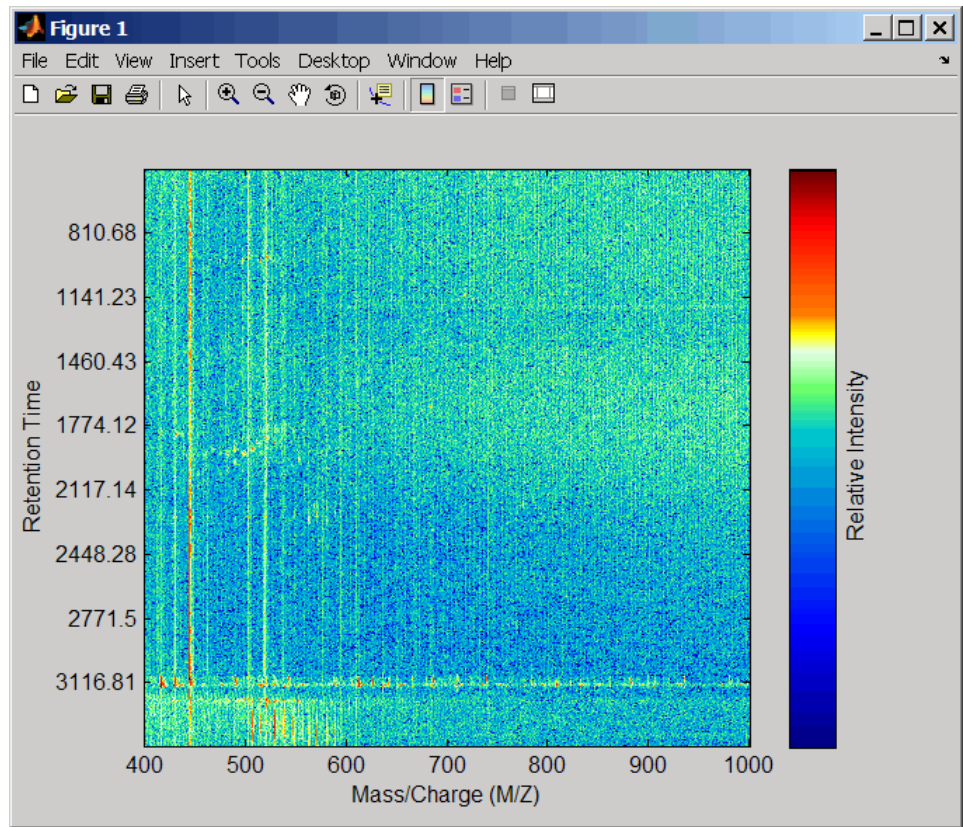 Figure 1
File Edit View Insert Tools Desktop Window Help
810.68
1141.23
1460.43
1774.12
2117.14
2448.28
2771.5
3116.81
Retention Time
400 500 600 700 800 900 1000
Mass/Charge (M/Z)
Relative Intensity